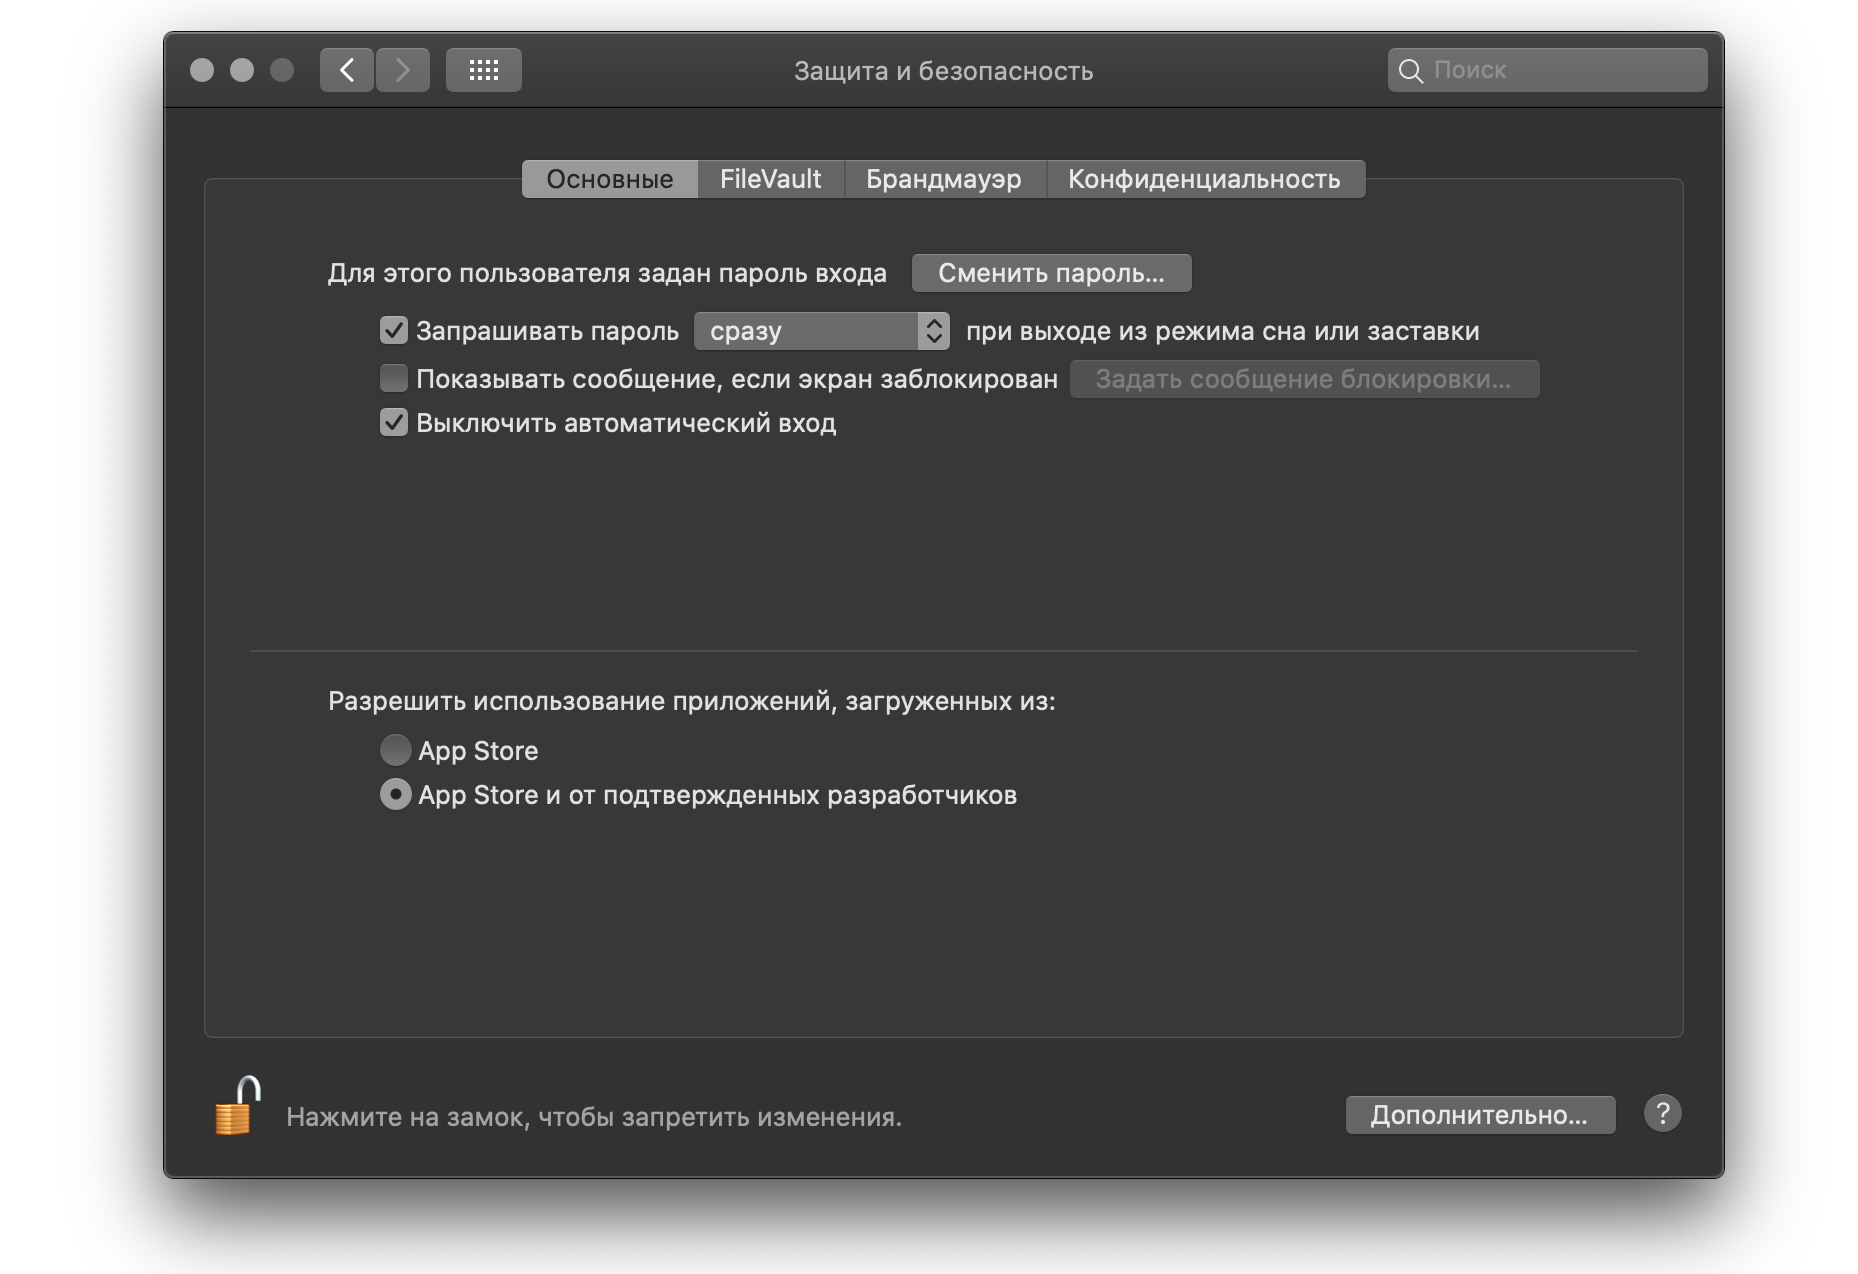 Защита и безопасность
Поиск
Основные FileVault Брандмауэр Конфиденциальность
Для этого пользователя задан пароль входа Сменить пароль...
Запрашивать пароль сразу при выходе из режима сна или заставки
Показывать сообщение, если экран заблокирован Задать сообщение блокировки...
Выключить автоматический вход
Разрешить использование приложений, загруженных из:
App Store
App Store и от подтвержденных разработчиков
Нажмите на замок, чтобы запретить изменения.
Дополнительно... ?